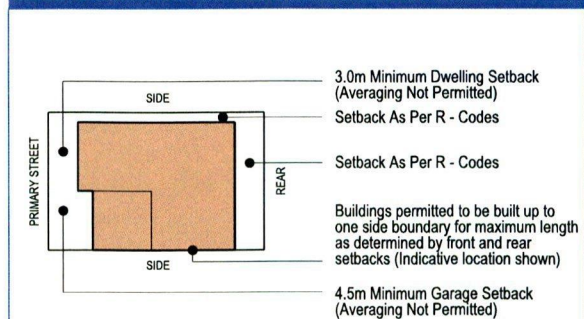 3.0m Minimum Dwelling Setback
(Averaging Not Permitted)
SIDE
Setback As Per R - Codes
PRIMARY STREET
REAR
Setback As Per R - Codes
Buildings permitted to be built up to
one side boundary for maximum length
as determined by front and rear
setbacks (Indicative location shown)
SIDE
4.5m Minimum Garage Setback
(Averaging Not Permitted)